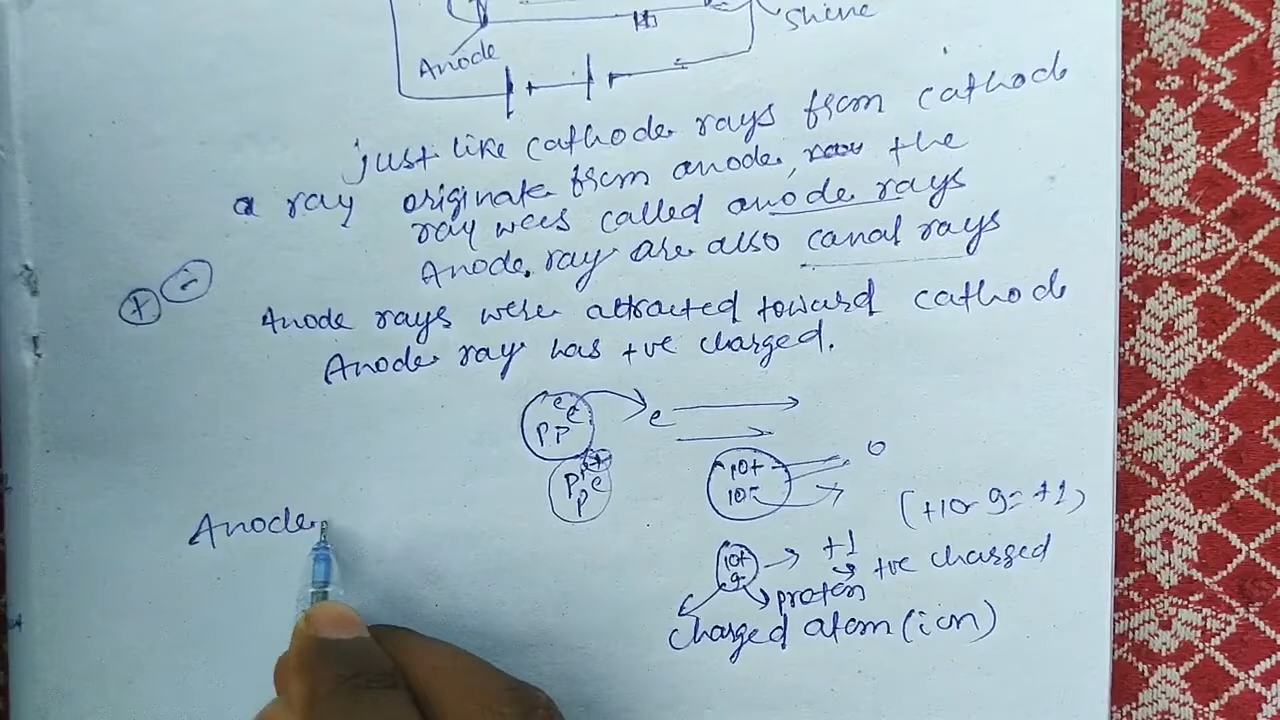 Shine
Anode
just like cathode rays from cathode
a ray originate from anode, the
ray was called anode rays
Anode ray are also canal rays
+ -
Anode rays were attracted toward cathode
Anode ray has +ve charged.
e e
P P
e
+
P P e
P
10+
10-
0
(+10-9=+1)
Anode
10+
9-
+1
+ve charged
proton
charged atom (ion)